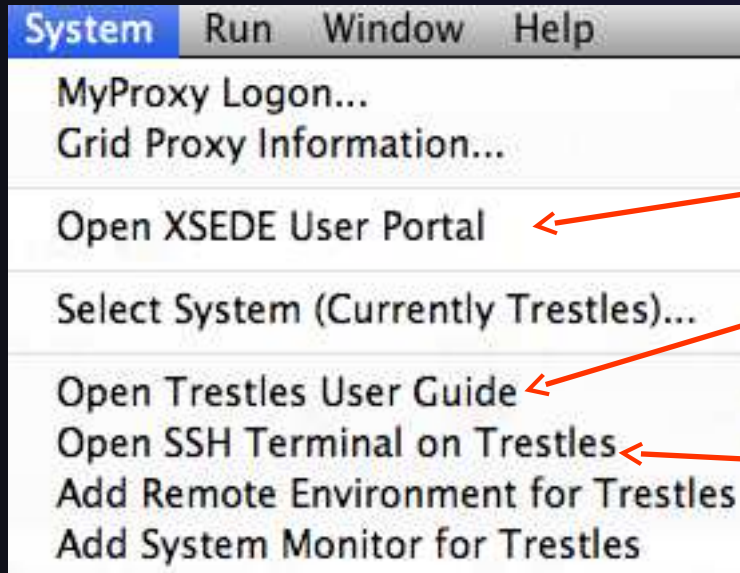 System Run Window Help
MyProxy Logon...
Grid Proxy Information...
Open XSEDE User Portal
Select System (Currently Trestles)...
Open Trestles User Guide
Open SSH Terminal on Trestles
Add Remote Environment for Trestles
Add System Monitor for Trestles